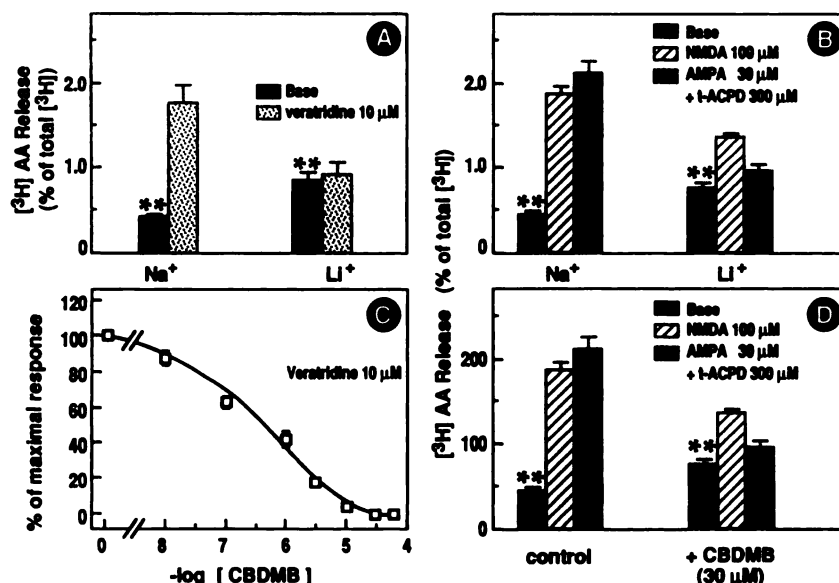 A
[³H] AA Release
(% of total [³H])
2.0
1.0
0
Base
veratridine 10 µM
**
**
Na⁺
Li⁺
B
[³H] AA Release (% of total [³H])
2.0
1.0
0
Base
NMDA 100 µM
AMPA 30 µM
+ t-ACPD 300 µM
**
**
Na⁺
Li⁺
C
% of maximal response
120
100
80
60
40
20
0
Veratridine 10 µM
0
8
7
6
5
4
-log [ CBDMB ]
D
200
100
0
Base
NMDA 100 µM
AMPA 30 µM
+ t-ACPD 300 µM
**
**
control
+ CBDMB
(30 µM)